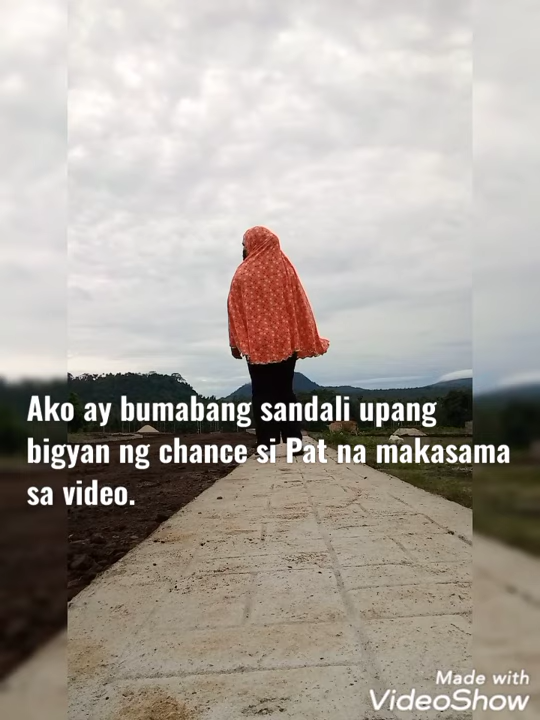 Ako ay bumabang sandali upang
bigyan ng chance si Pat na makasama
sa video.
Made with
VideoShow